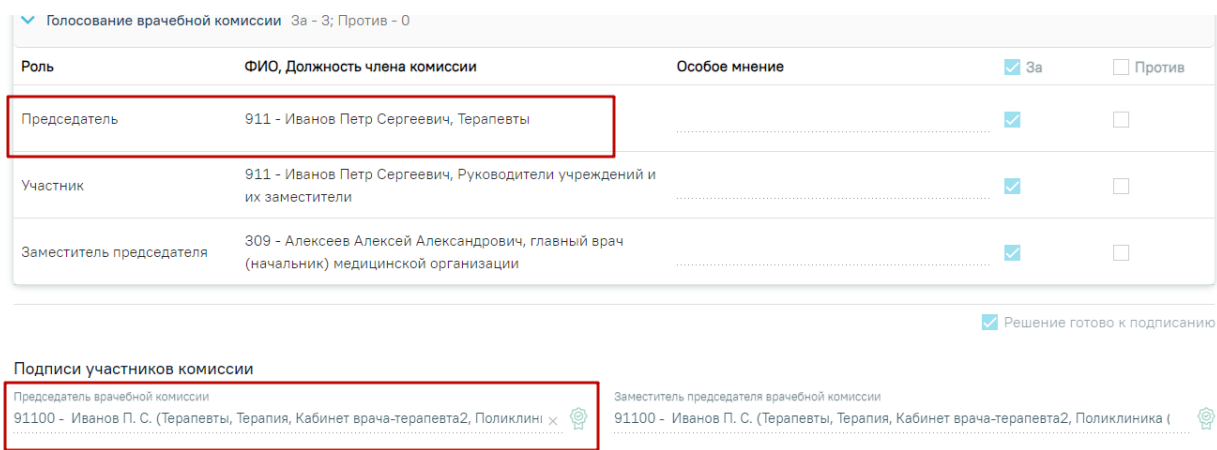 Голосование врачебной комиссии За - 3; Против - 0
Роль ФИО, Должность члена комиссии Особое мнение За Против
Председатель 911 - Иванов Петр Сергеевич, Терапевты
Участник 911 - Иванов Петр Сергеевич, Руководители учреждений и
их заместители
Заместитель председателя 309 - Алексеев Алексей Александрович, главный врач
(начальник) медицинской организации
Решение готово к подписанию
Подписи участников комиссии
Председатель врачебной комиссии Заместитель председателя врачебной комиссии
91100 - Иванов П. С. (Терапевты, Терапия, Кабинет врача-терапевта2, Поликлини 91100 - Иванов П. С. (Терапевты, Терапия, Кабинет врача-терапевта2, Поликлиника (